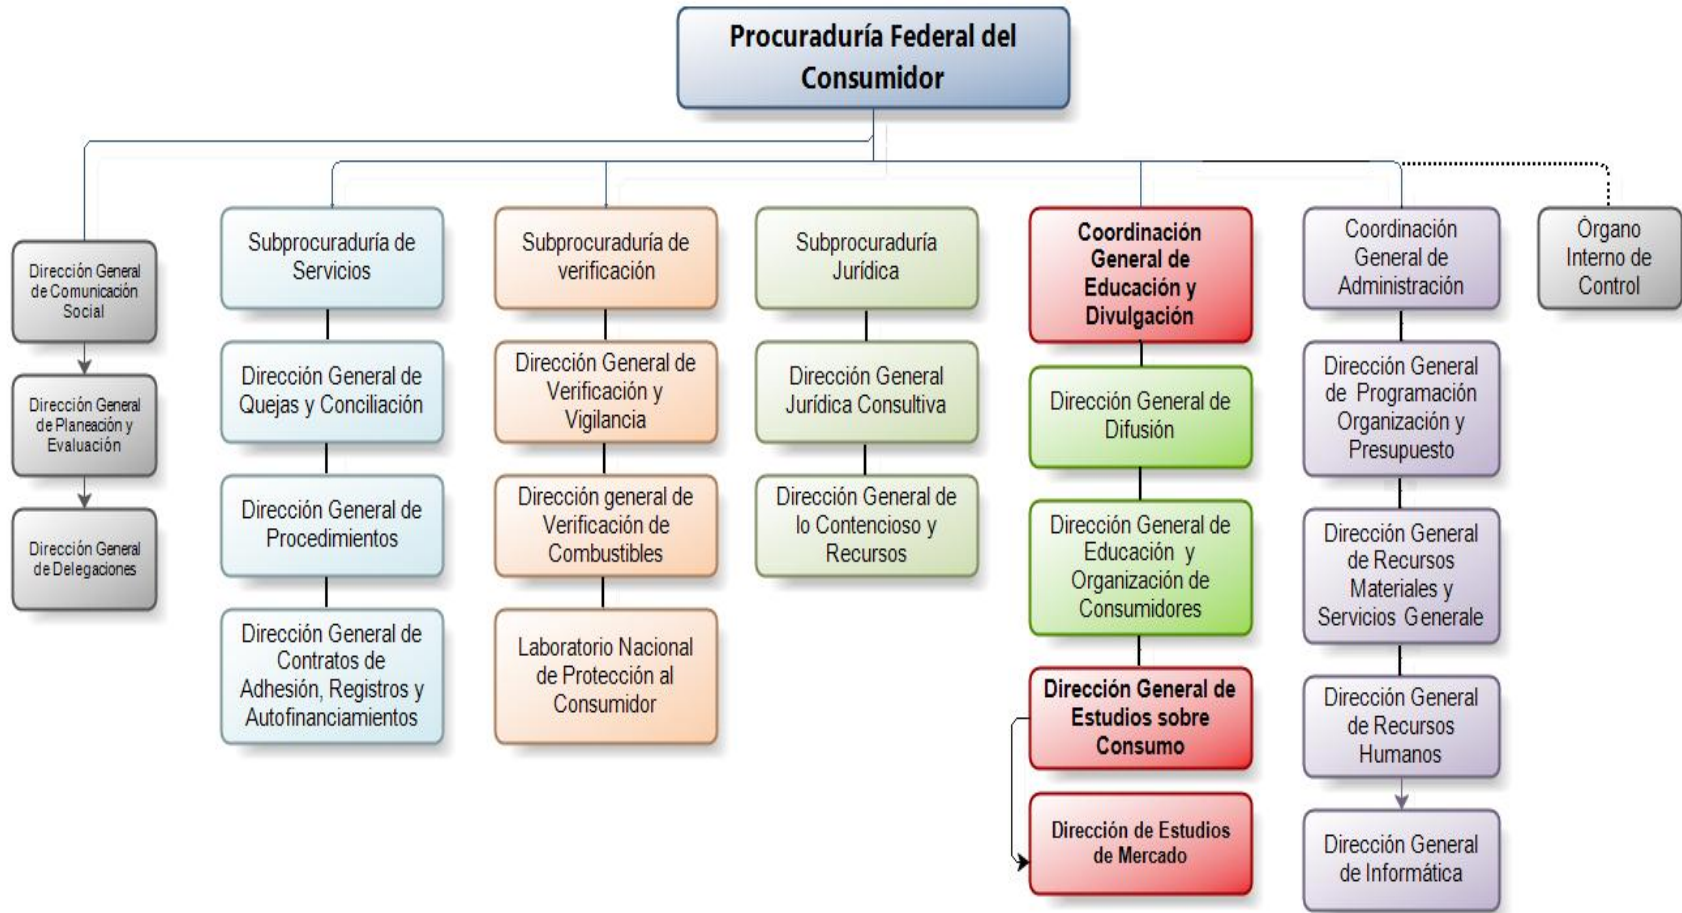 Procuraduría Federal del
Consumidor
Dirección General
de Comunicación
Social
Dirección General
de Planeación y
Evaluación
Dirección General
de Delegaciones
Subprocuraduría de
Servicios
Dirección General de
Quejas y Conciliación
Dirección General de
Procedimientos
Dirección General de
Contratos de
Adhesión, Registros y
Autofinanciamientos
Subprocuraduría de
verificación
Dirección General de
Verificación y
Vigilancia
Dirección general de
Verificación de
Combustibles
Laboratorio Nacional
de Protección al
Consumidor
Subprocuraduría
Jurídica
Dirección General
Jurídica Consultiva
Dirección General de
lo Contencioso y
Recursos
Coordinación
General de
Educación y
Divulgación
Dirección General de
Difusión
Dirección General de
Educación y
Organización de
Consumidores
Dirección General de
Estudios sobre
Consumo
Dirección de Estudios
de Mercado
Coordinación
General de
Administración
Dirección General
de Programación
Organización y
Presupuesto
Dirección General
de Recursos
Materiales y
Servicios Generale
Dirección General
de Recursos
Humanos
Dirección General
de Informática
Órgano
Interno de
Control